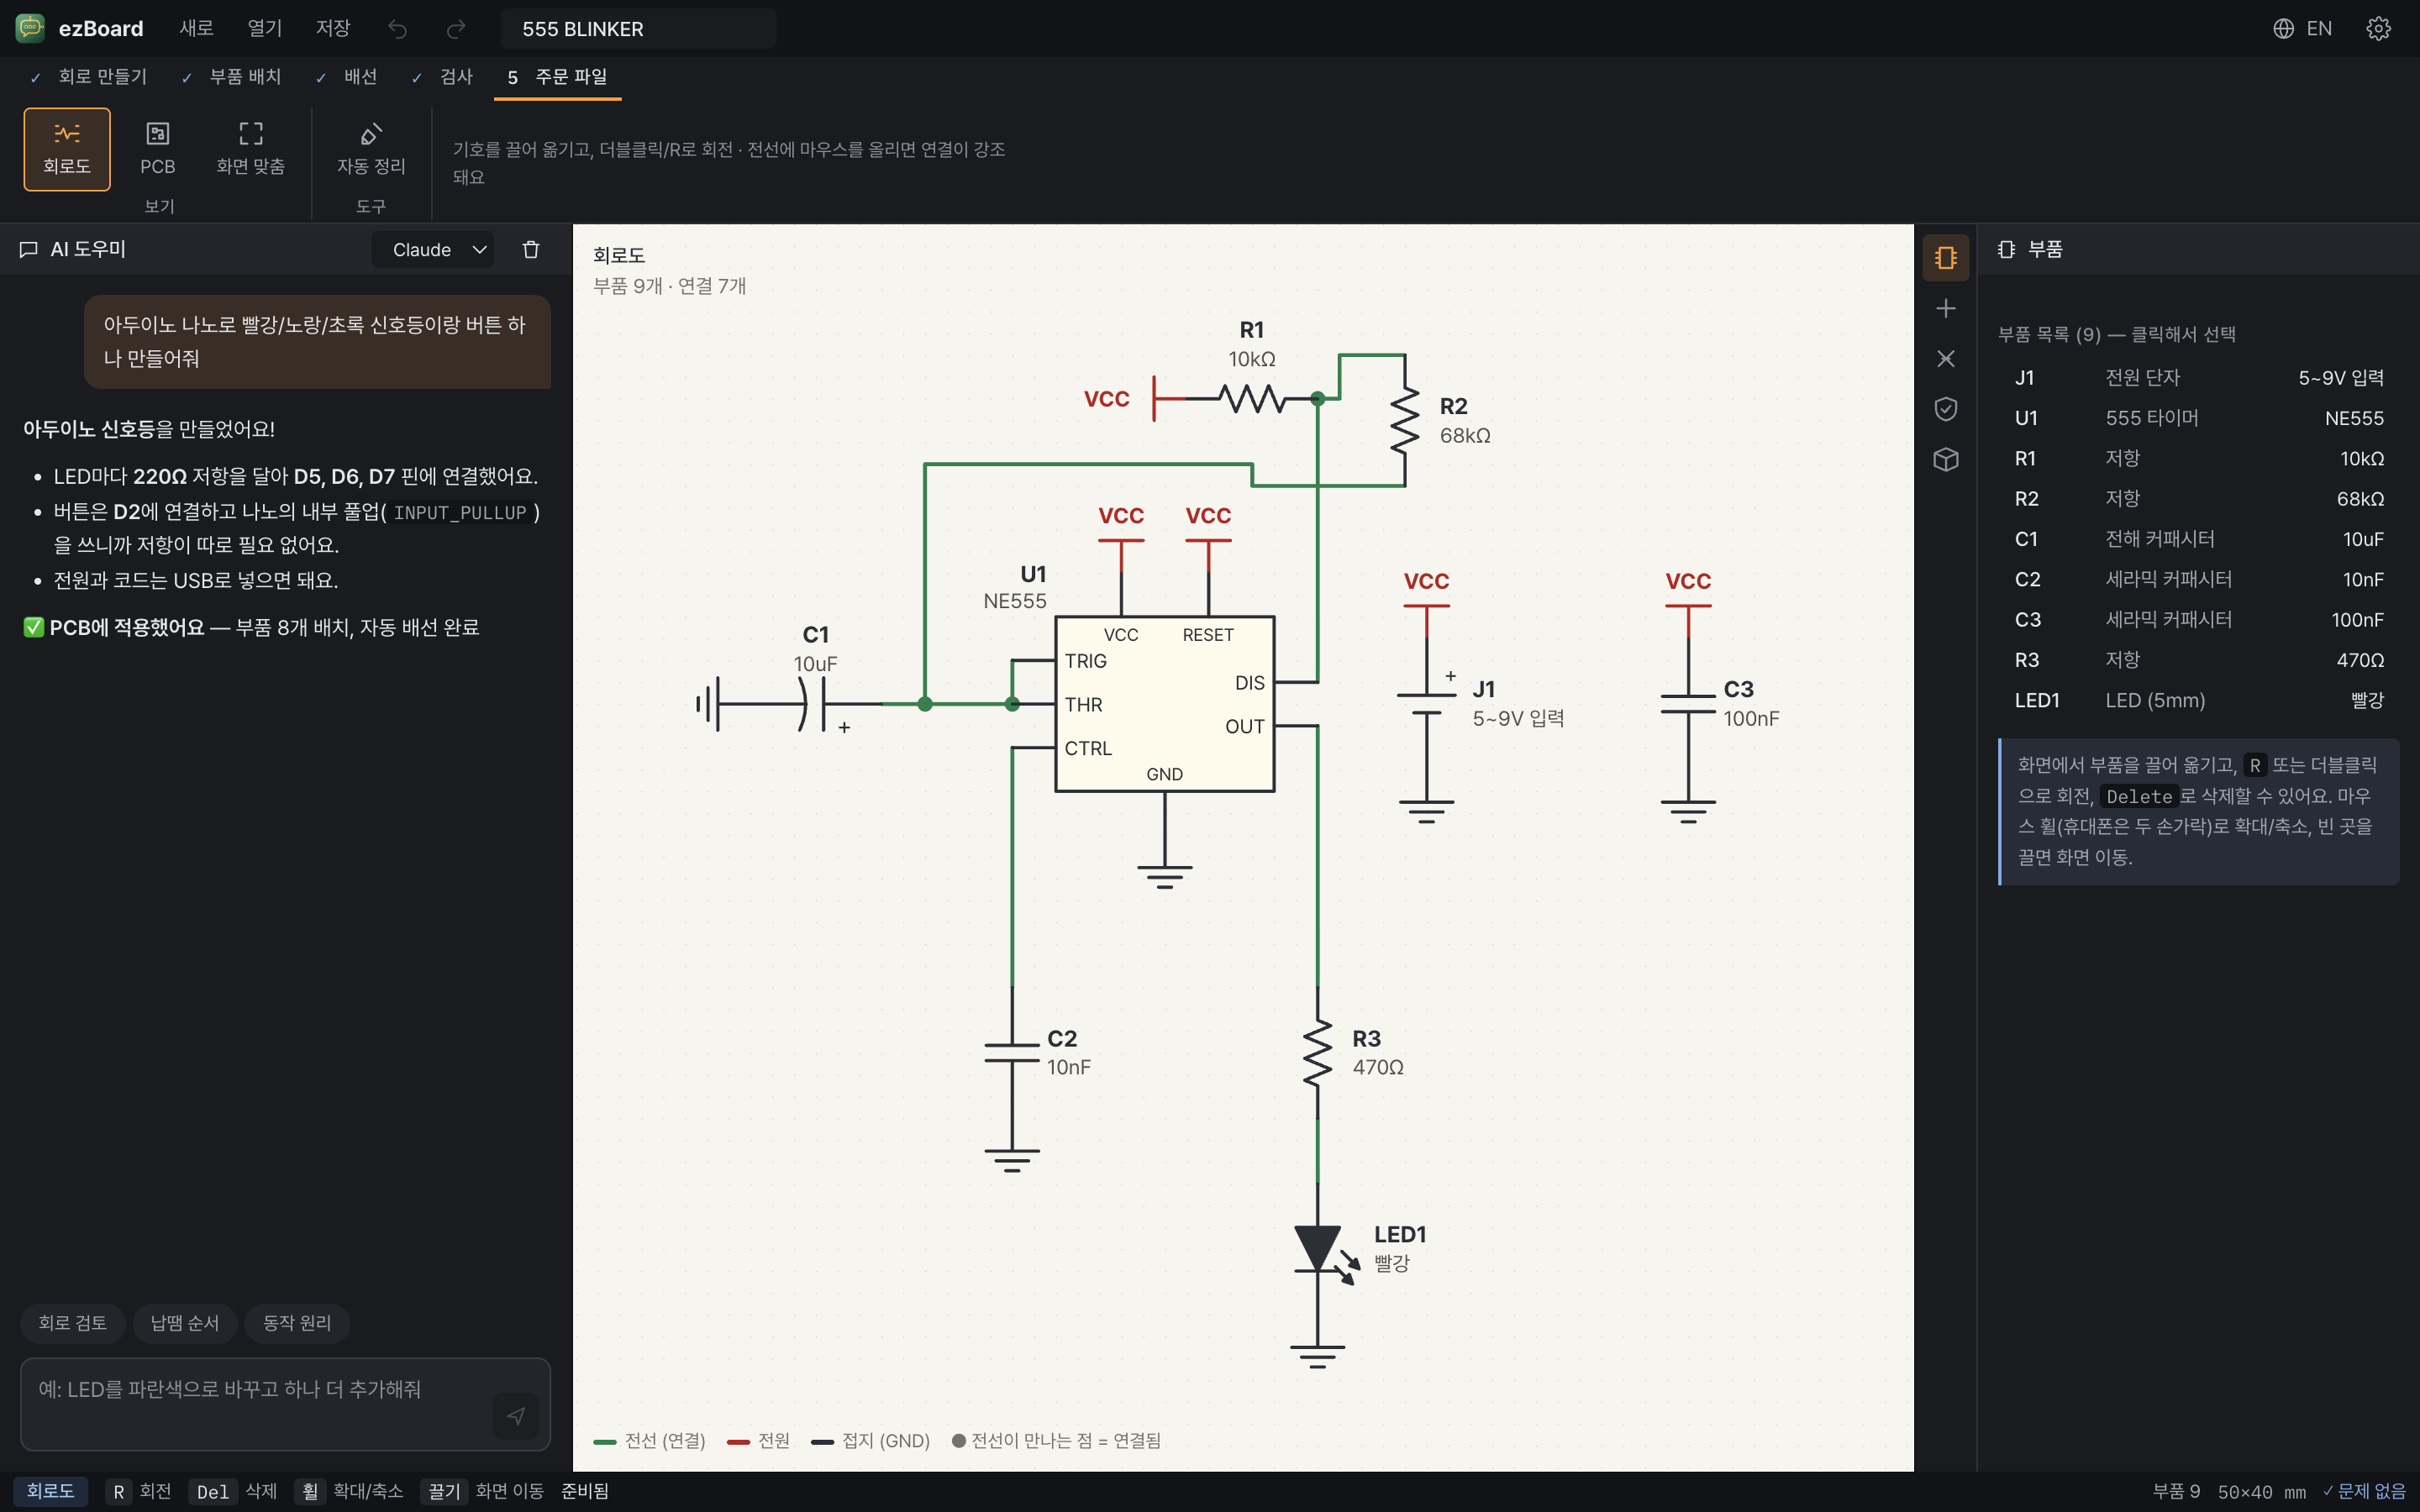 ezBoard 새로 열기 저장 555 BLINKER EN
✓ 회로 만들기 ✓ 부품 배치 ✓ 배선 ✓ 검사 5 주문 파일
회로도 PCB 화면 맞춤 자동 정리
보기 도구
기호를 끌어 옮기고, 더블클릭/R로 회전 · 전선에 마우스를 올리면 연결이 강조
돼요
AI 도우미 Claude
아두이노 나노로 빨강/노랑/초록 신호등이랑 버튼 하
나 만들어줘
아두이노 신호등을 만들었어요!
• LED마다 220Ω 저항을 달아 D5, D6, D7 핀에 연결했어요.
• 버튼은 D2에 연결하고 나노의 내부 풀업( INPUT_PULLUP )
을 쓰니까 저항이 따로 필요 없어요.
• 전원과 코드는 USB로 넣으면 돼요.
✅ PCB에 적용했어요 — 부품 8개 배치, 자동 배선 완료
회로 검토 납땜 순서 동작 원리
예: LED를 파란색으로 바꾸고 하나 더 추가해줘
회로도
부품 9개 · 연결 7개
R1
10kΩ
VCC
R2
68kΩ
VCC VCC
U1
NE555
VCC RESET
TRIG
THR
CTRL
DIS
OUT
GND
C1
10uF
+
VCC
+
J1
5~9V 입력
VCC
C3
100nF
C2
10nF
R3
470Ω
LED1
빨강
전선 (연결) 전원 접지 (GND) 전선이 만나는 점 = 연결됨
부품
부품 목록 (9) — 클릭해서 선택
J1 전원 단자 5~9V 입력
U1 555 타이머 NE555
R1 저항 10kΩ
R2 저항 68kΩ
C1 전해 커패시터 10uF
C2 세라믹 커패시터 10nF
C3 세라믹 커패시터 100nF
R3 저항 470Ω
LED1 LED (5mm) 빨강
화면에서 부품을 끌어 옮기고, R 또는 더블클릭
으로 회전, Delete로 삭제할 수 있어요. 마우
스 휠(휴대폰은 두 손가락)로 확대/축소, 빈 곳을
끌면 화면 이동.
회로도 R 회전 Del 삭제 휠 확대/축소 끌기 화면 이동 준비됨
부품 9 50×40 mm ✓ 문제 없음